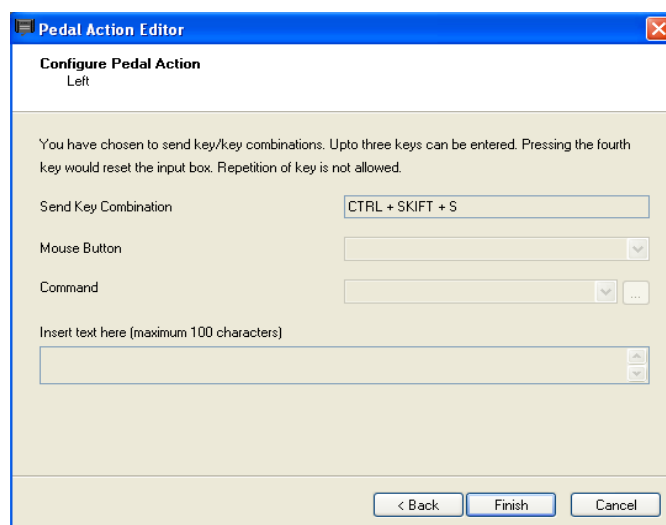 Pedal Action Editor
Configure Pedal Action
Left
You have chosen to send key/key combinations. Upto three keys can be entered. Pressing the fourth
key would reset the input box. Repetition of key is not allowed.
Send Key Combination
CTRL + SKIFT + S
Mouse Button
Command
...
Insert text here (maximum 100 characters)
< Back
Finish
Cancel